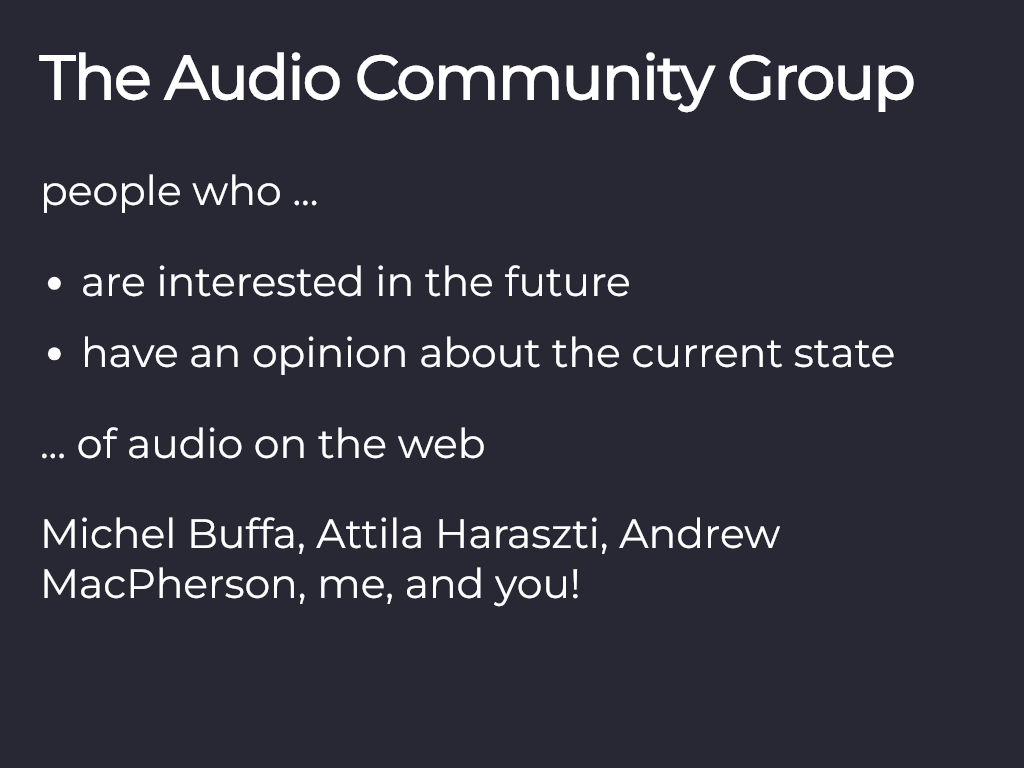 The Audio Community Group
people who ...
• are interested in the future
• have an opinion about the current state
... of audio on the web
Michel Buffa, Attila Haraszti, Andrew
MacPherson, me, and you!